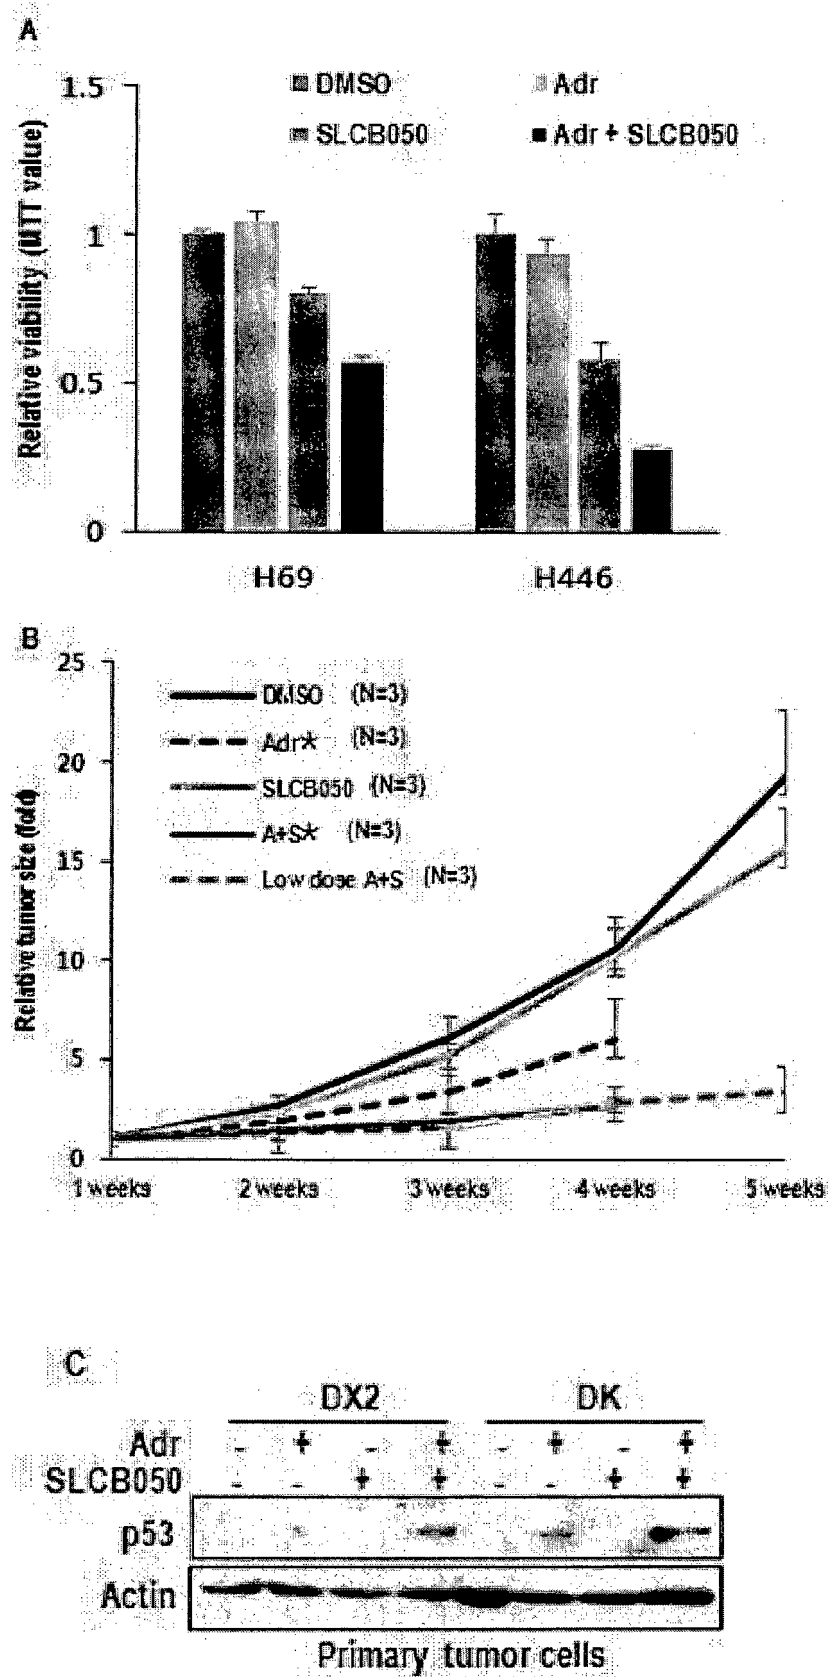 A
DMSO Adr
SLCB050 Adr + SLCB050
Relative viability (MTT value)
1.5
1
0.5
0
H69 H446
B
Relative tumor size (fold)
25
20
15
10
5
0
DMSO (N=3)
Adr* (N=3)
SLCB050 (N=3)
A+S* (N=3)
Low dose A+S (N=3)
1 weeks 2 weeks 3 weeks 4 weeks 5 weeks
C
DX2 DK
Adr - + - + - + - +
SLCB050 - - + + - - + +
p53
Actin
Primary tumor cells